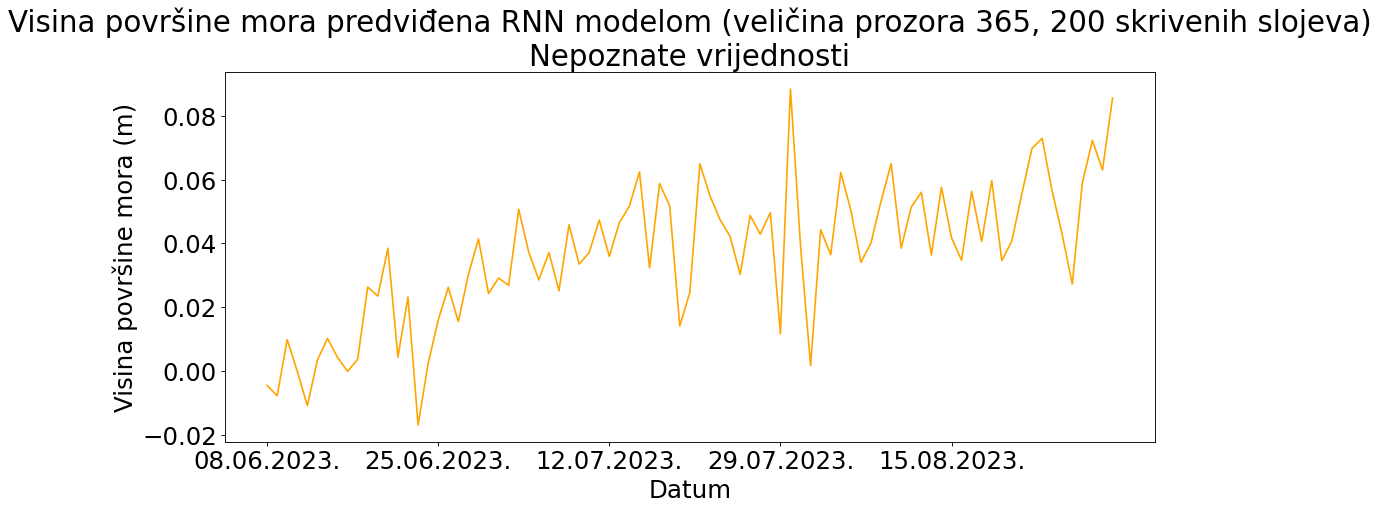 Visina površine mora predviđena RNN modelom (veličina prozora 365, 200 skrivenih slojeva)
Nepoznate vrijednosti
Visina površine mora (m)
0.08
0.06
0.04
0.02
0.00
−0.02
08.06.2023. 25.06.2023. 12.07.2023. 29.07.2023. 15.08.2023.
Datum